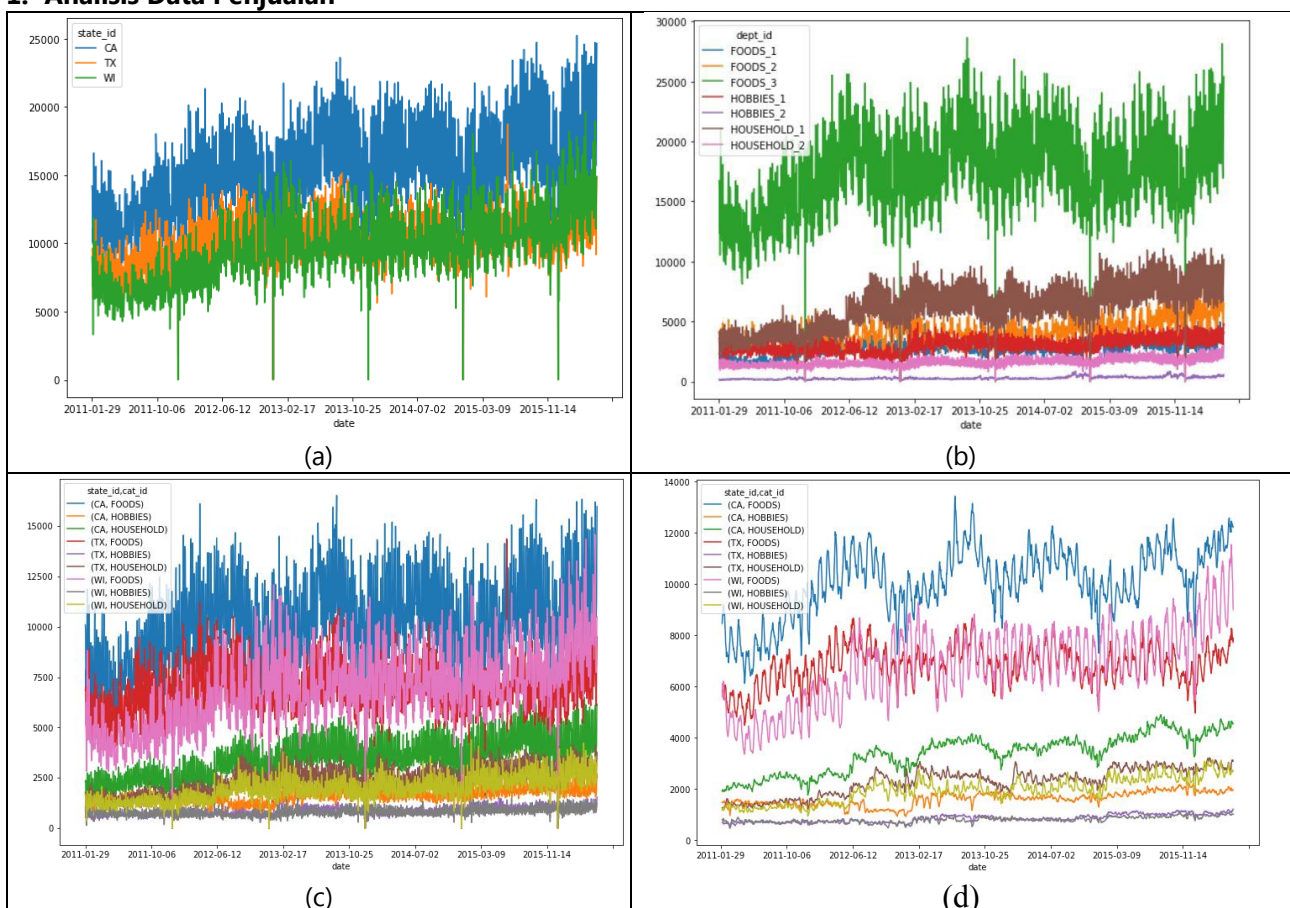 1. Analisis Data Penjualan
state_id
CA
TX
WI
25000
20000
15000
10000
5000
0
2011-01-29 2011-10-06 2012-06-12 2013-02-17 2013-10-25 2014-07-02 2015-03-09 2015-11-14
date
(a)
30000
dept_id
FOODS_1
FOODS_2
FOODS_3
HOBBIES_1
HOBBIES_2
HOUSEHOLD_1
HOUSEHOLD_2
25000
20000
15000
10000
5000
0
2011-01-29 2011-10-06 2012-06-12 2013-02-17 2013-10-25 2014-07-02 2015-03-09 2015-11-14
date
(b)
17500
state_id,cat_id
(CA, FOODS)
(CA, HOBBIES)
(CA, HOUSEHOLD)
(TX, FOODS)
(TX, HOBBIES)
(TX, HOUSEHOLD)
(WI, FOODS)
(WI, HOBBIES)
(WI, HOUSEHOLD)
15000
12500
10000
7500
5000
2500
0
2011-01-29 2011-10-06 2012-06-12 2013-02-17 2013-10-25 2014-07-02 2015-03-09 2015-11-14
date
(c)
14000
state_id,cat_id
(CA, FOODS)
(CA, HOBBIES)
(CA, HOUSEHOLD)
(TX, FOODS)
(TX, HOBBIES)
(TX, HOUSEHOLD)
(WI, FOODS)
(WI, HOBBIES)
(WI, HOUSEHOLD)
12000
10000
8000
6000
4000
2000
0
2011-01-29 2011-10-06 2012-06-12 2013-02-17 2013-10-25 2014-07-02 2015-03-09 2015-11-14
date
(d)